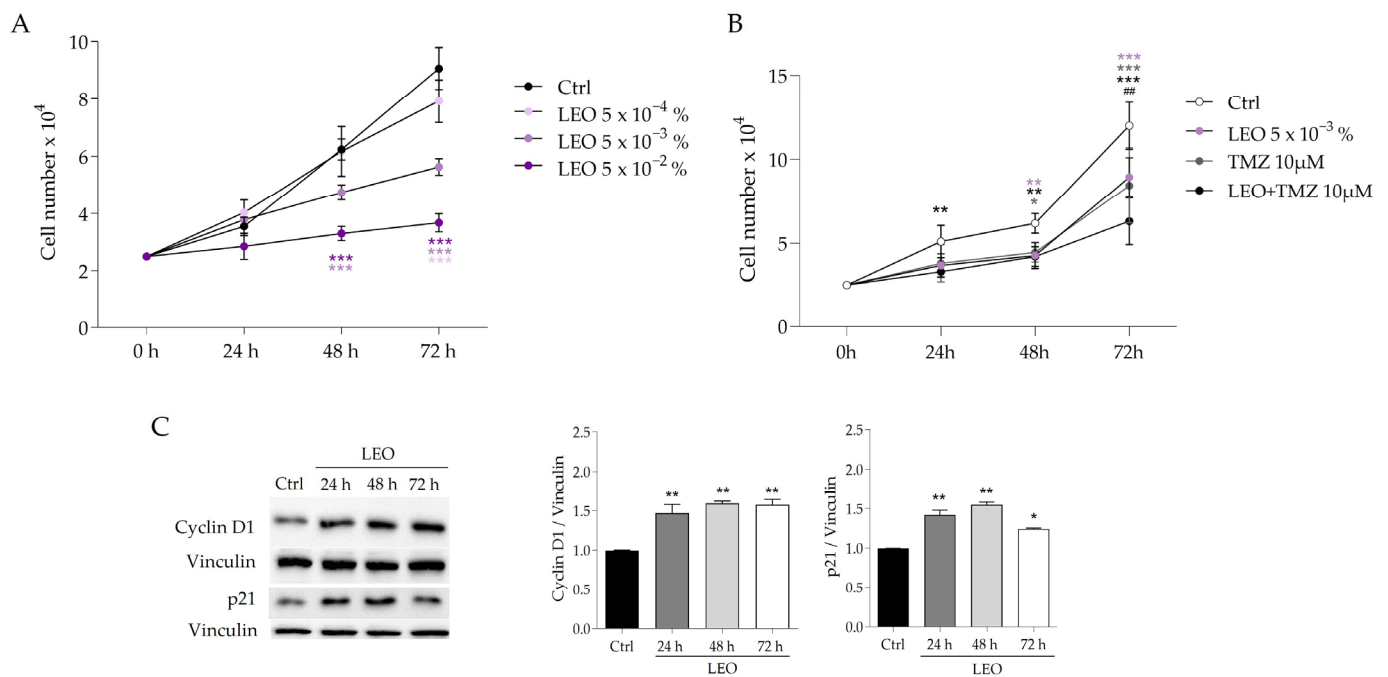 A
Cell number x 10⁴
10
8
6
4
2
0
0 h
24 h
48 h
72 h
***
***
***
***
***
Ctrl
LEO 5 x 10⁻⁴ %
LEO 5 x 10⁻³ %
LEO 5 x 10⁻² %
B
Cell number x 10⁴
15
10
5
0
0h
24h
48h
72h
**
**
**
*
***
***
***
##
Ctrl
LEO 5 x 10⁻³ %
TMZ 10µM
LEO+TMZ 10µM
C
LEO
Ctrl 24 h 48 h 72 h
Cyclin D1
Vinculin
p21
Vinculin
Cyclin D1 / Vinculin
2.5
2.0
1.5
1.0
0.5
0.0
** ** **
Ctrl 24 h 48 h 72 h
LEO
p21 / Vinculin
2.5
2.0
1.5
1.0
0.5
0.0
** ** *
Ctrl 24 h 48 h 72 h
LEO